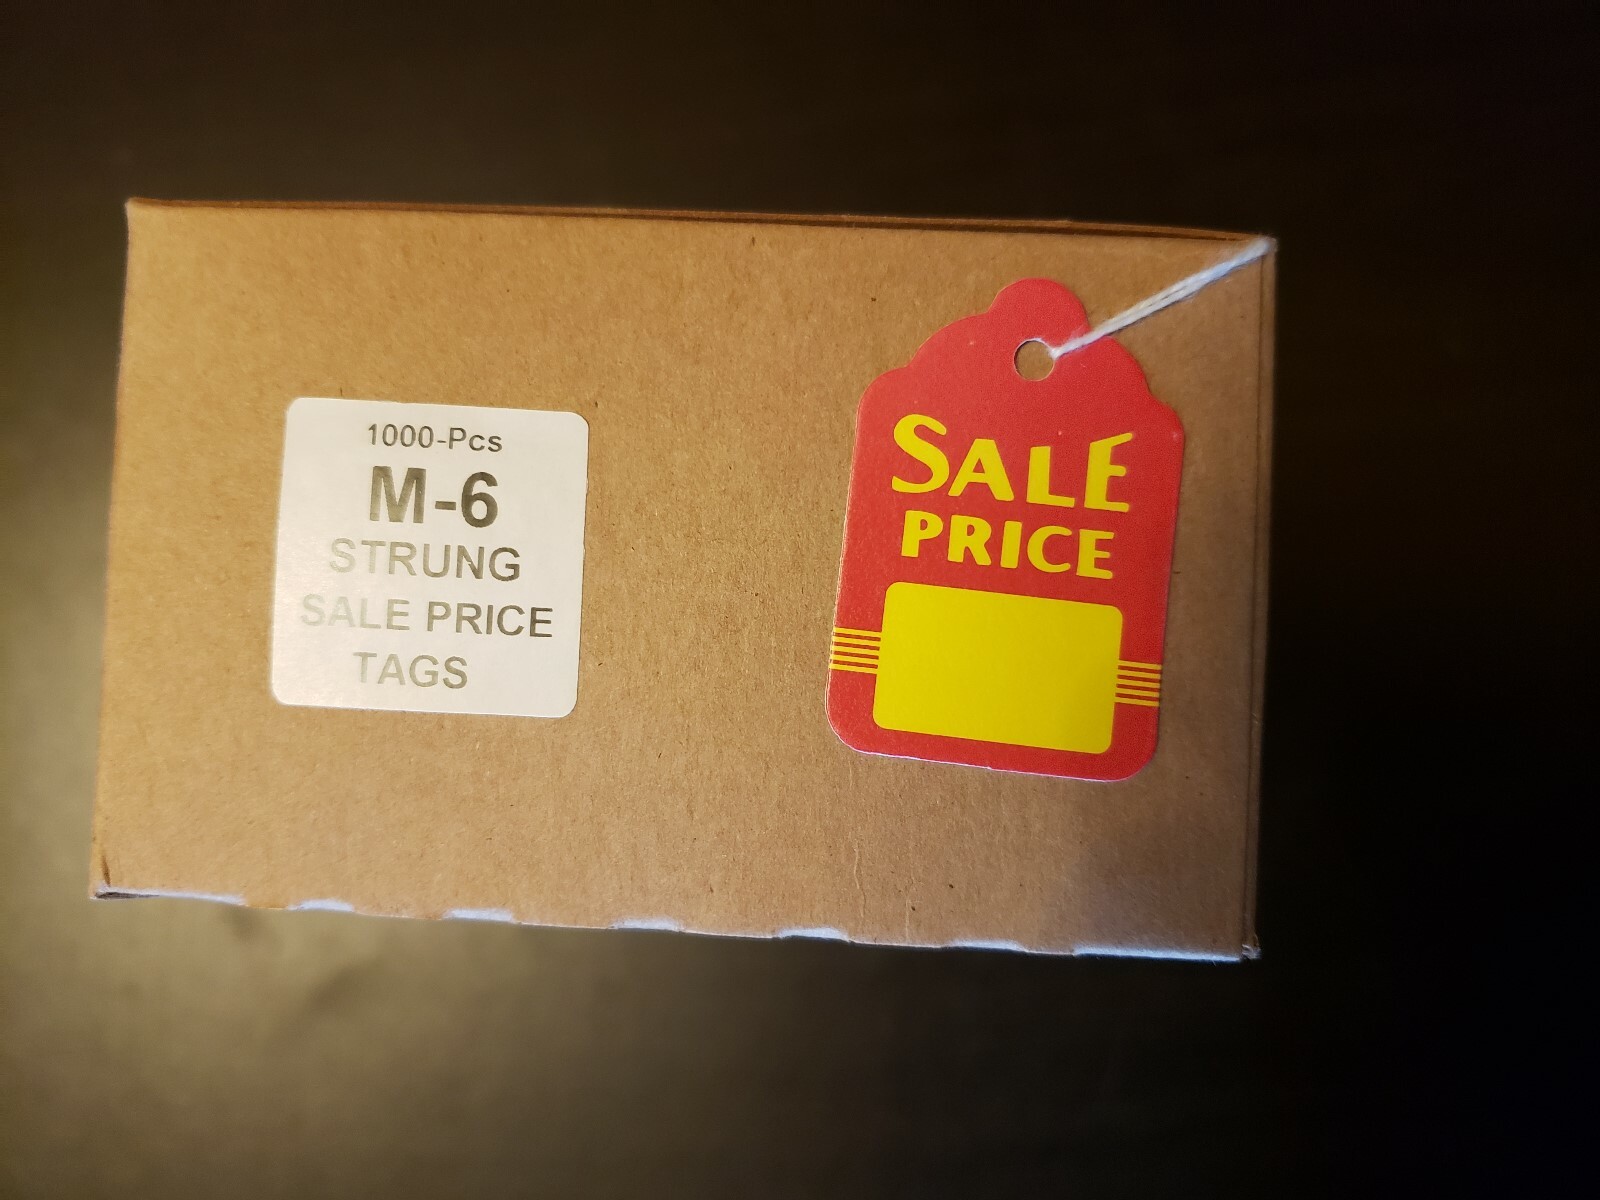 1000-Pcs
M-6
STRUNG
SALE PRICE
TAGS
SALE
PRICE